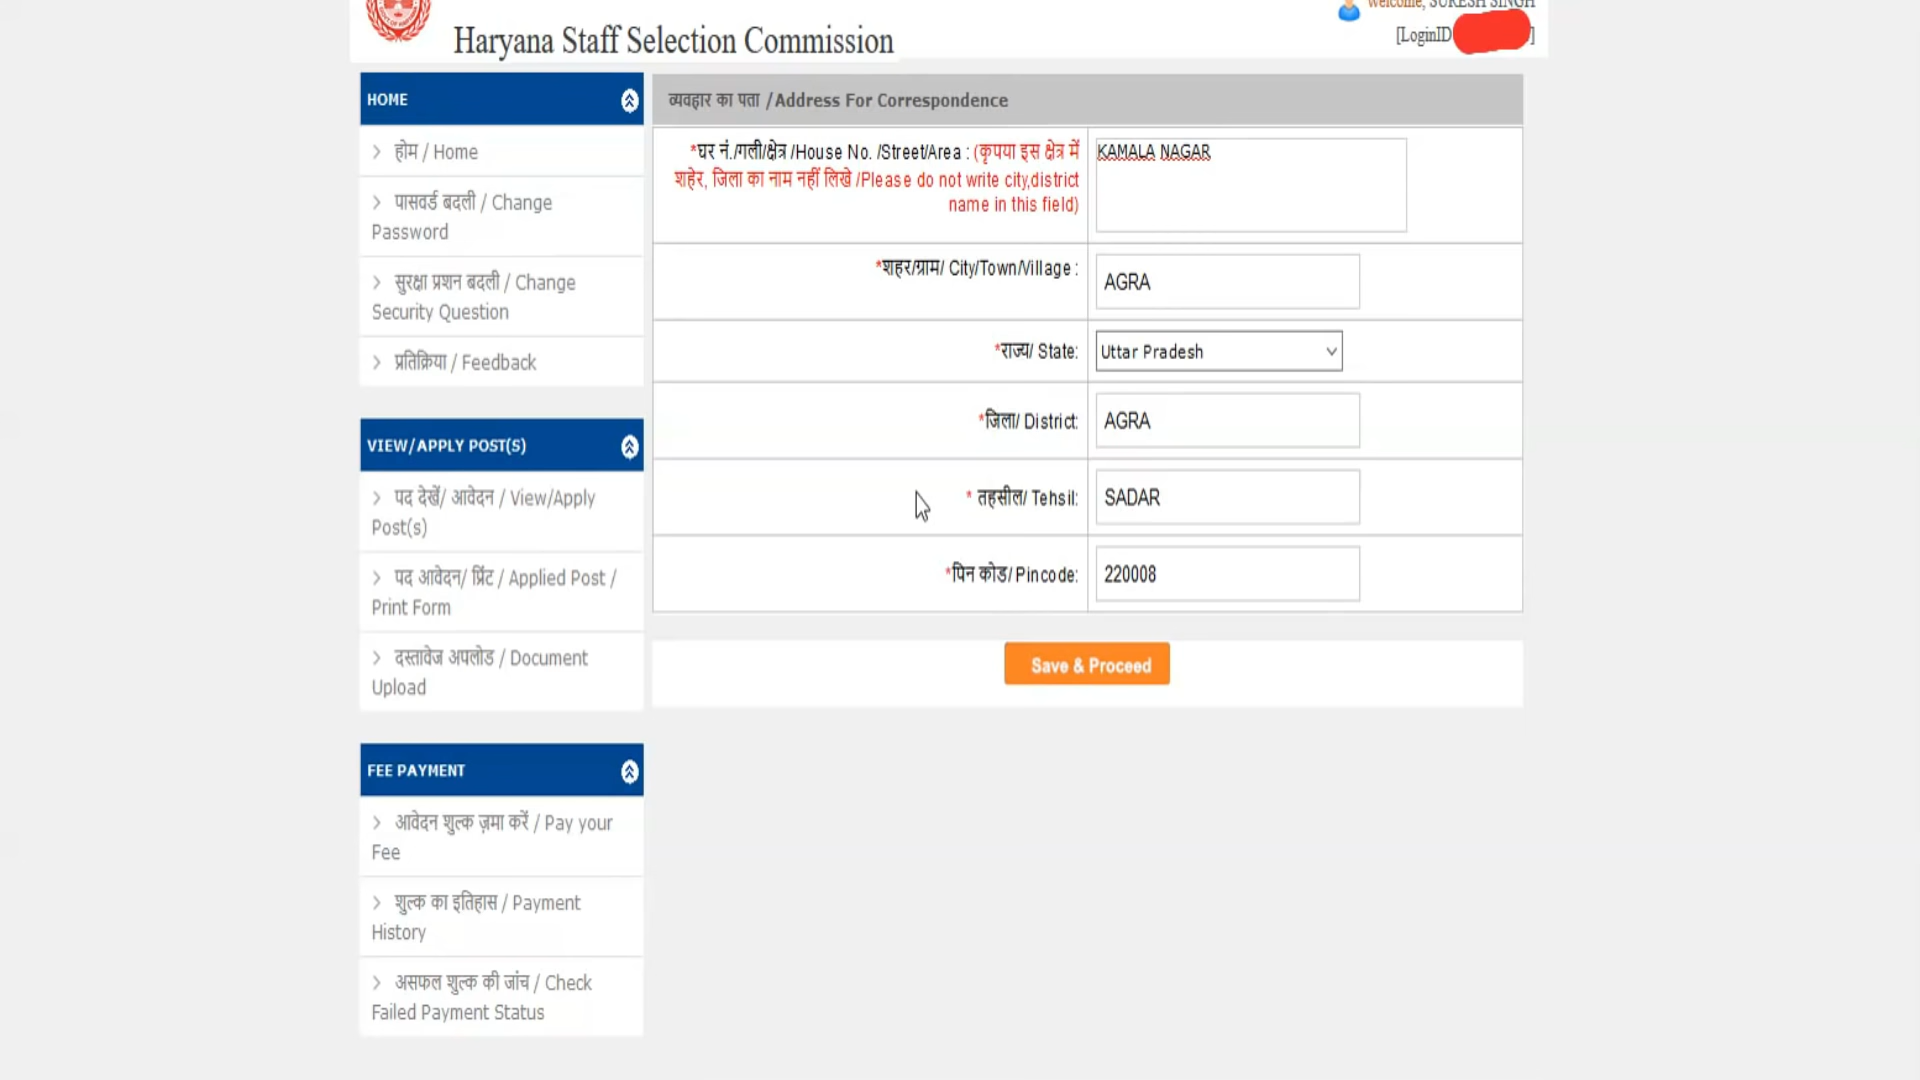 Welcome, SURESH SINGH
Haryana Staff Selection Commission
[LoginID ]
HOME
होम / Home
पासवर्ड बदली / Change
Password
सुरक्षा प्रशन बदली / Change
Security Question
प्रतिक्रिया / Feedback
VIEW/APPLY POST(S)
पद देखें/ आवेदन / View/Apply
Post(s)
पद आवेदन/ प्रिंट / Applied Post /
Print Form
दस्तावेज अपलोड / Document
Upload
FEE PAYMENT
आवेदन शुल्क ज़मा करें / Pay your
Fee
शुल्क का इतिहास / Payment
History
असफल शुल्क की जांच / Check
Failed Payment Status
व्यवहार का पता /Address For Correspondence
*घर नं./गली/क्षेत्र /House No. /Street/Area : (कृपया इस क्षेत्र में
शहेर, जिला का नाम नहीं लिखे /Please do not write city,district
name in this field)
KAMALA NAGAR
*शहर/ग्राम/ City/Town/Village :
AGRA
*राज्य/ State:
Uttar Pradesh
*जिला/ District:
AGRA
* तहसील/ Tehsil:
SADAR
*पिन कोड/ Pincode:
220008
Save & Proceed